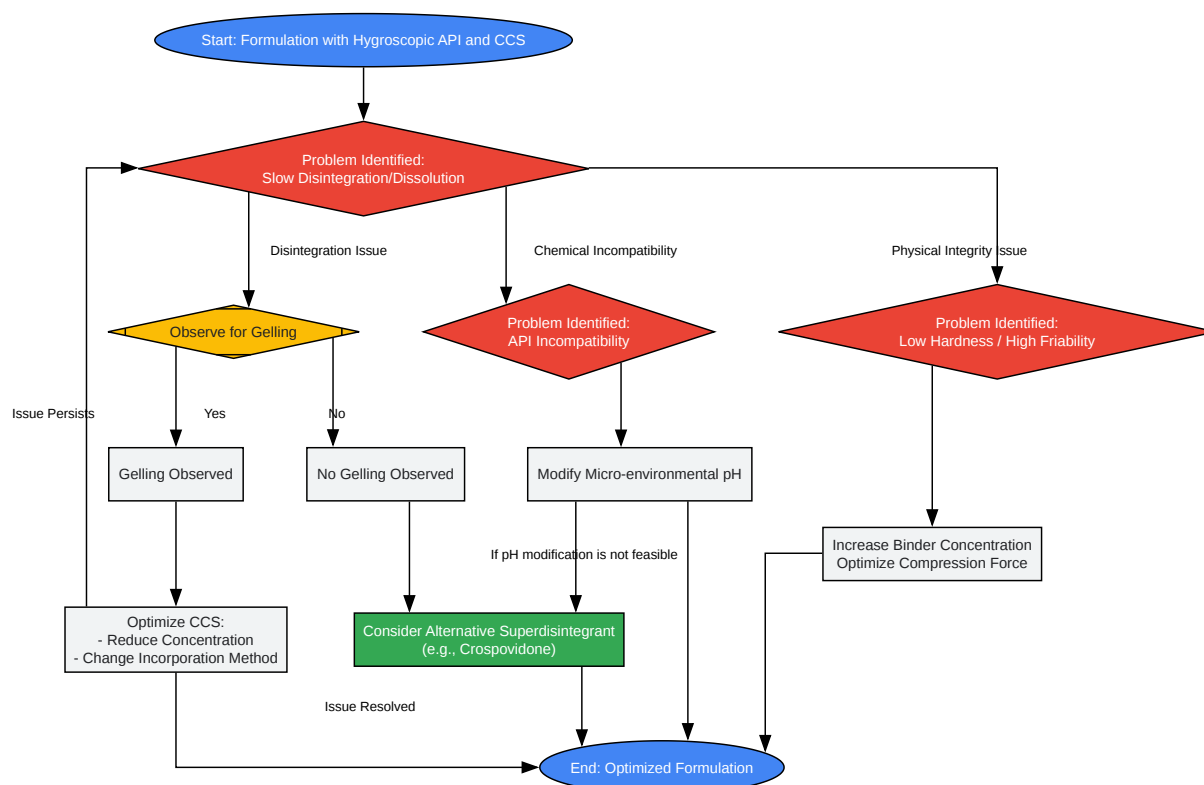 Start: Formulation with Hygroscopic API and CCS
Problem Identified:
Slow Disintegration/Dissolution
Disintegration Issue
Chemical Incompatibility
Physical Integrity Issue
Observe for Gelling
Problem Identified:
API Incompatibility
Problem Identified:
Low Hardness / High Friability
Issue Persists
Yes
No
Gelling Observed
No Gelling Observed
Modify Micro-environmental pH
Increase Binder Concentration
Optimize Compression Force
If pH modification is not feasible
Optimize CCS:
- Reduce Concentration
- Change Incorporation Method
Consider Alternative Superdisintegrant
(e.g., Crospovidone)
Issue Resolved
End: Optimized Formulation